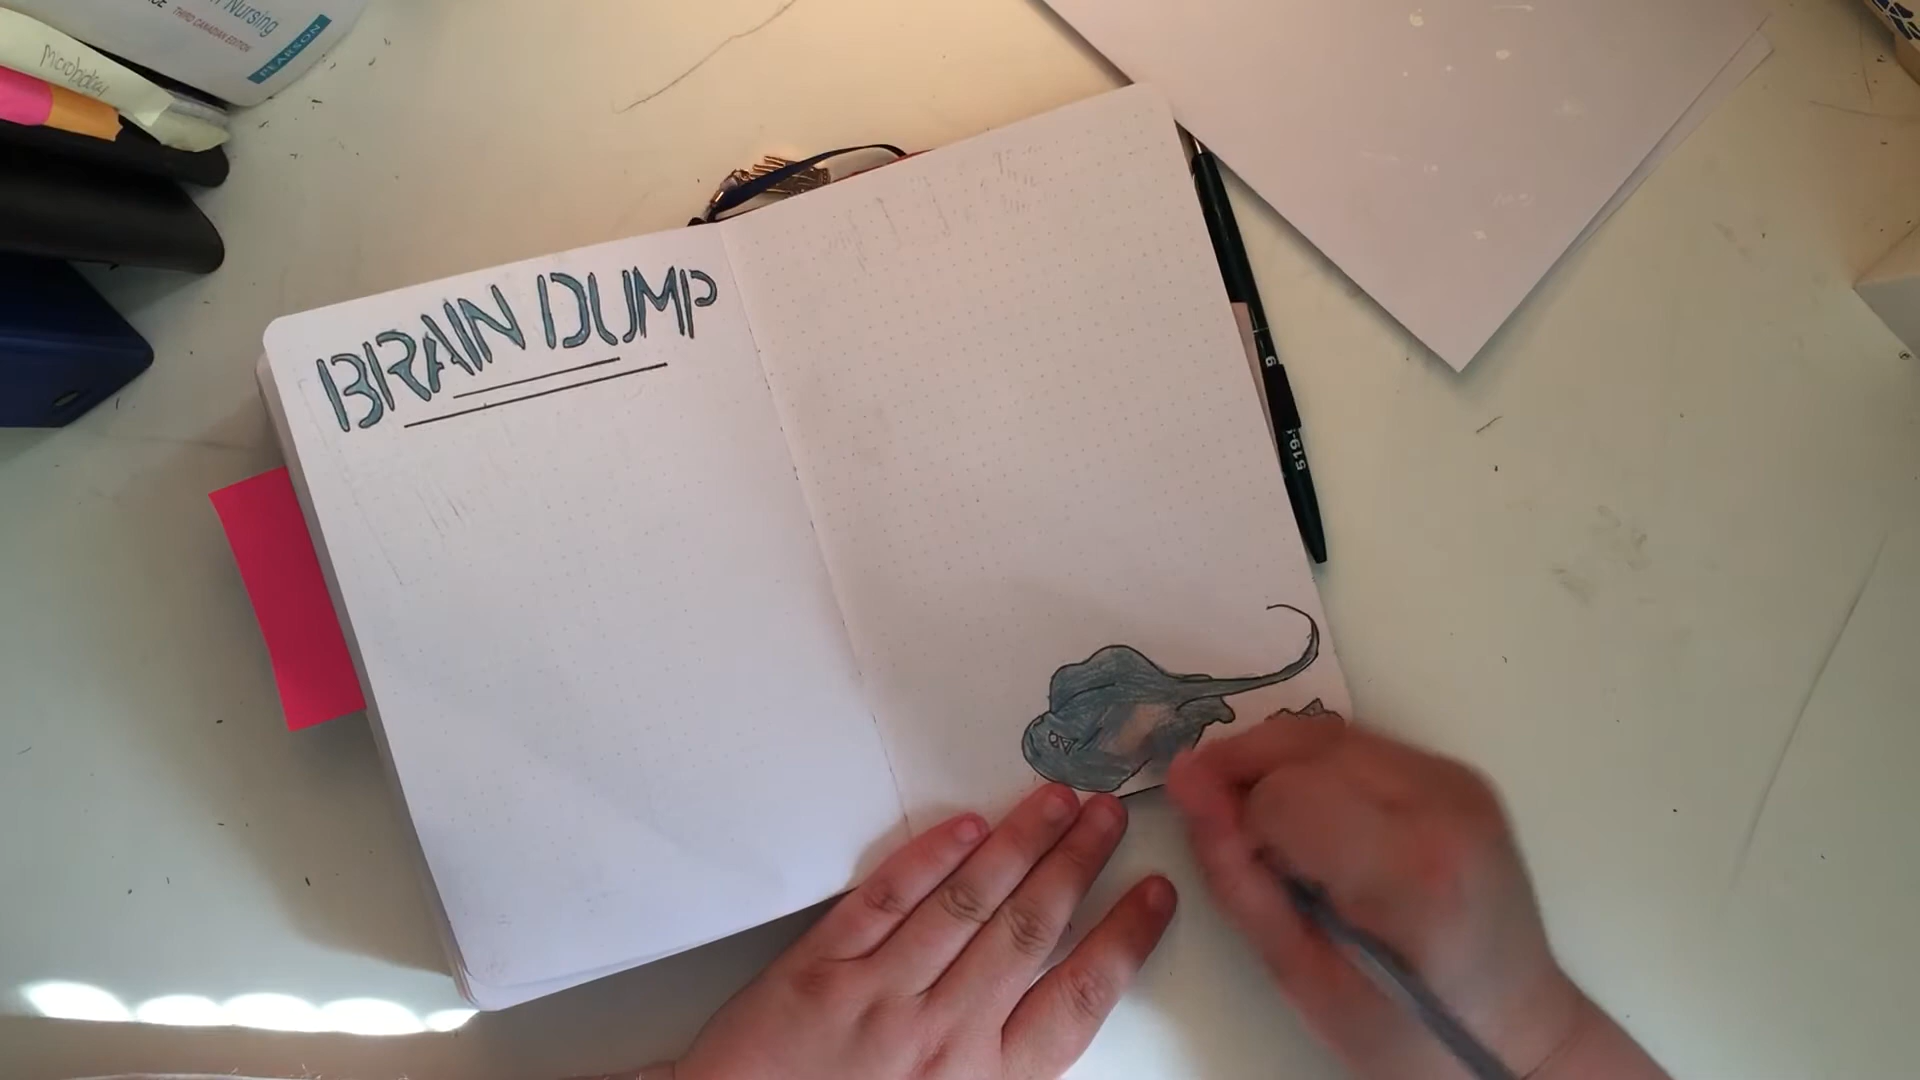 Nursing
THIRD CANADIAN EDITION
PEARSON
Microbiology
BRAIN DUMP
519-